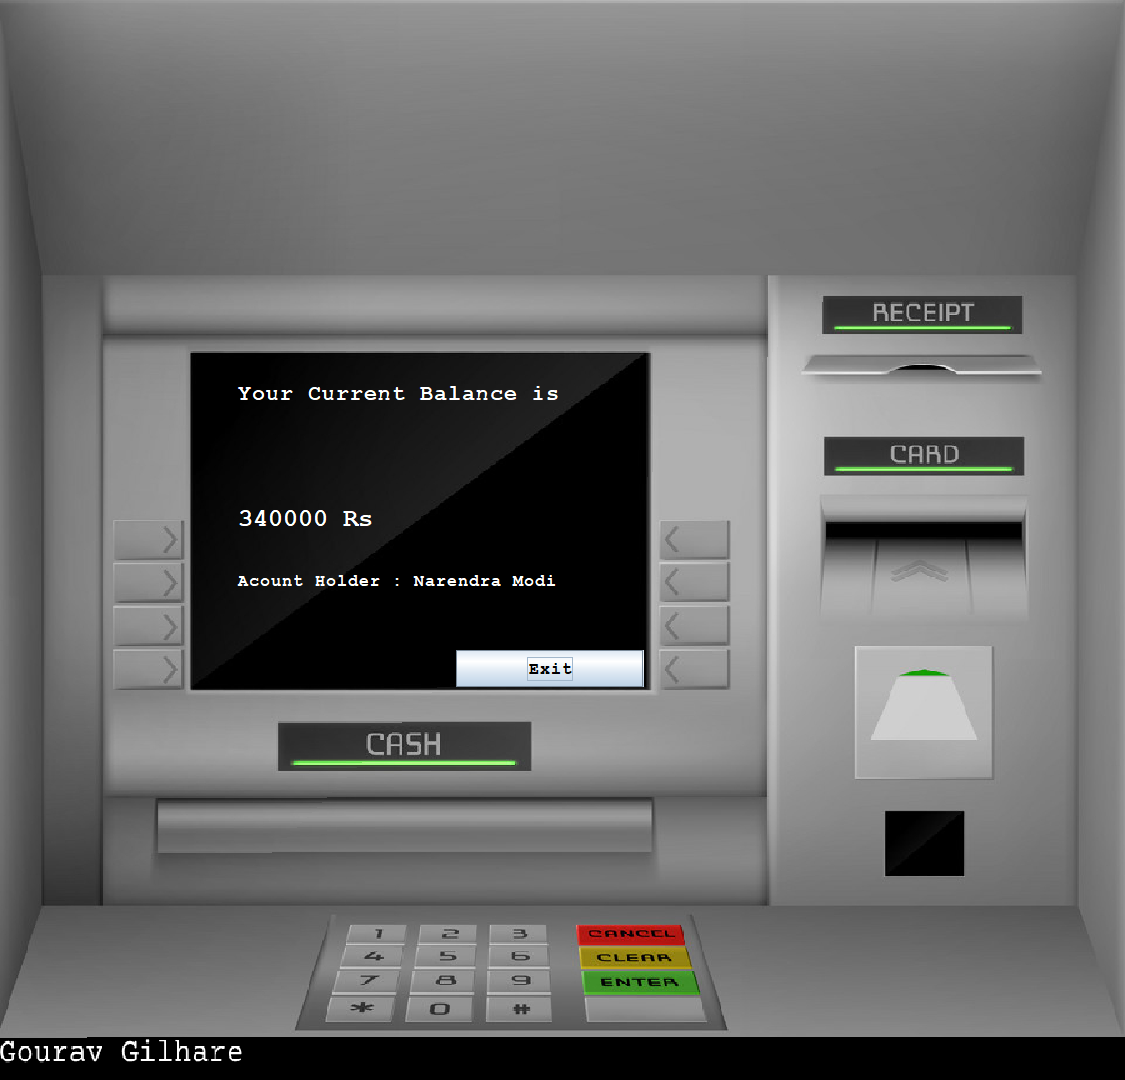 RECEIPT
Your Current Balance is
CARD
340000 Rs
Acount Holder : Narendra Modi
Exit
CASH
1 2 3 CANCEL
4 5 6 CLEAR
7 8 9 ENTER
* 0 #
Gourav Gilhare